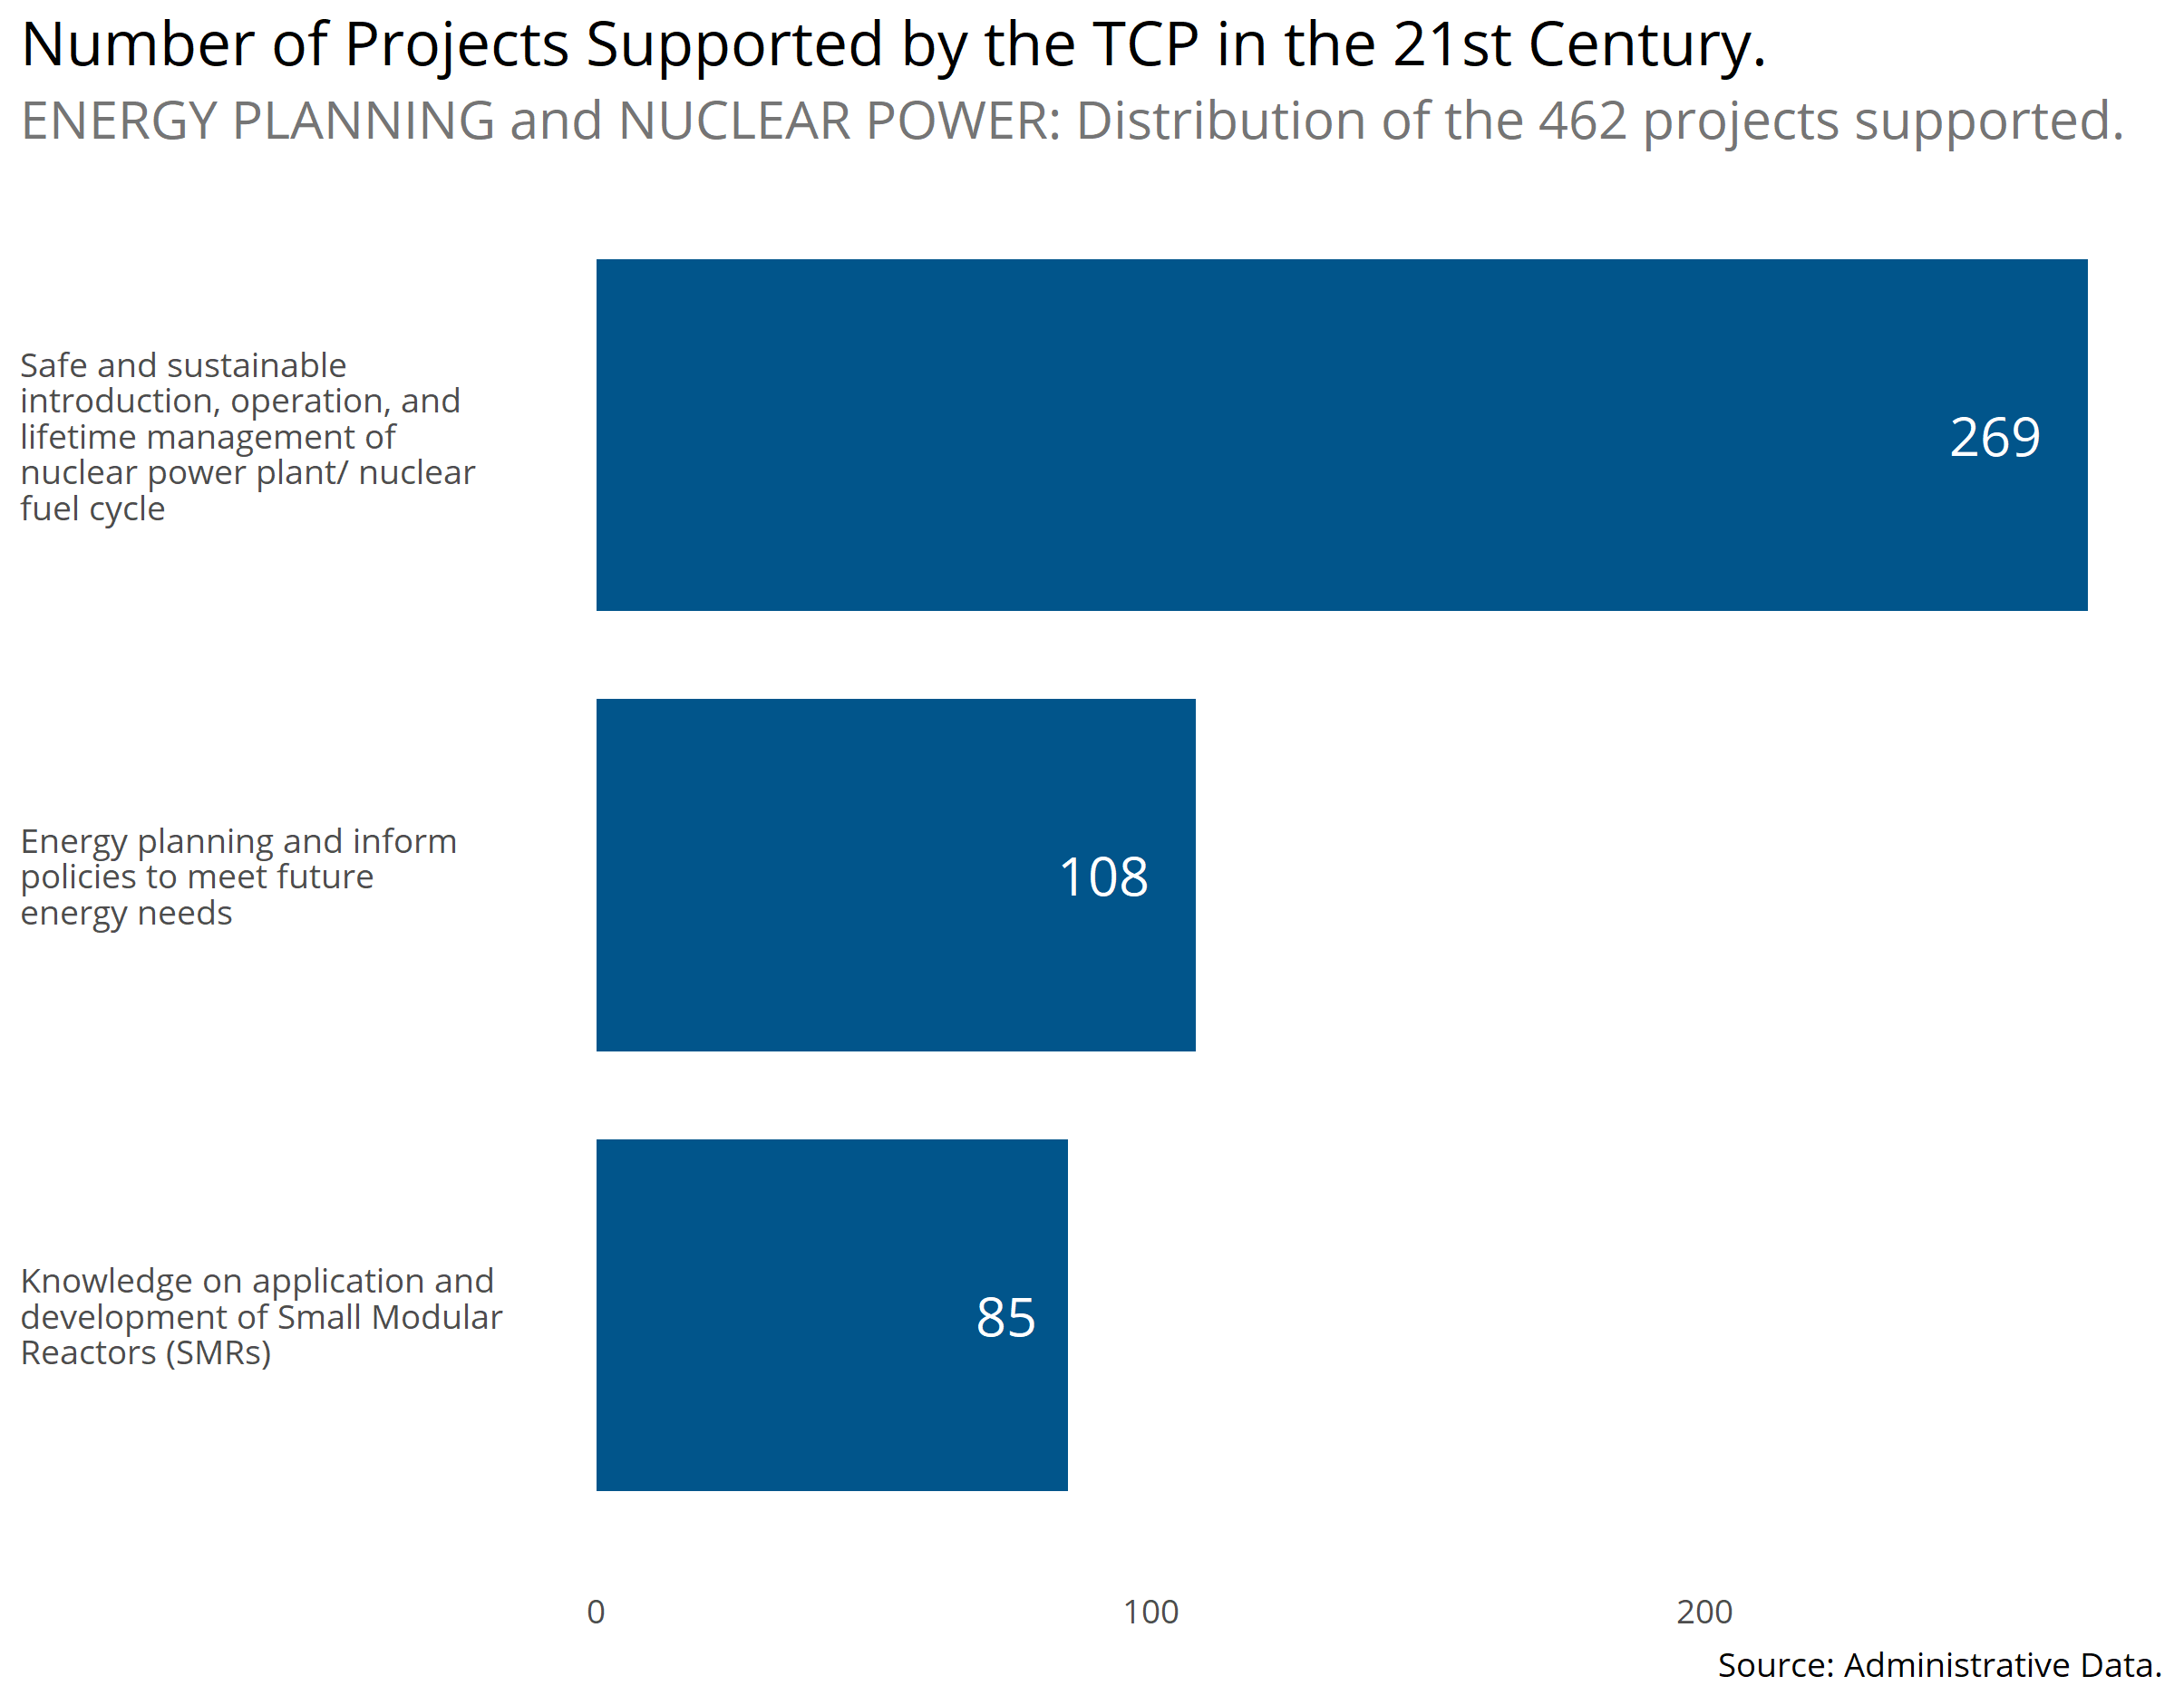 Number of Projects Supported by the TCP in the 21st Century.
ENERGY PLANNING and NUCLEAR POWER: Distribution of the 462 projects supported.
Safe and sustainable
introduction, operation, and
lifetime management of
nuclear power plant/ nuclear
fuel cycle
269
Energy planning and inform
policies to meet future
energy needs
108
Knowledge on application and
development of Small Modular
Reactors (SMRs)
85
0 100 200
Source: Administrative Data.